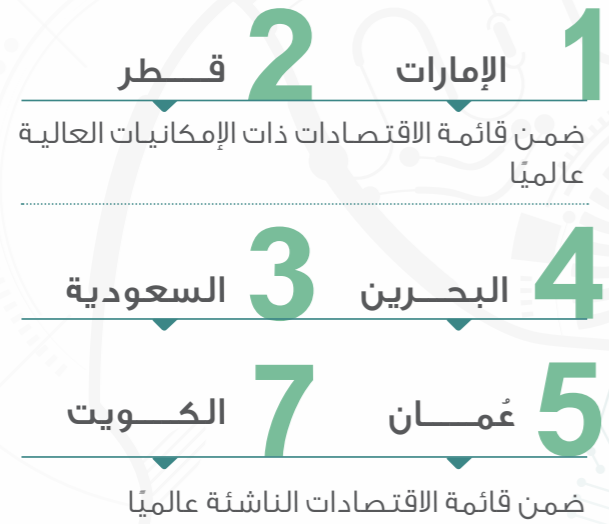 1 الإمارات 2 قطر
ضمن قائمة الاقتصادات ذات الإمكانيات العالية
عالميًا
4 البحرين 3 السعودية
5 عُمان 7 الكويت
ضمن قائمة الاقتصادات الناشئة عالميًا